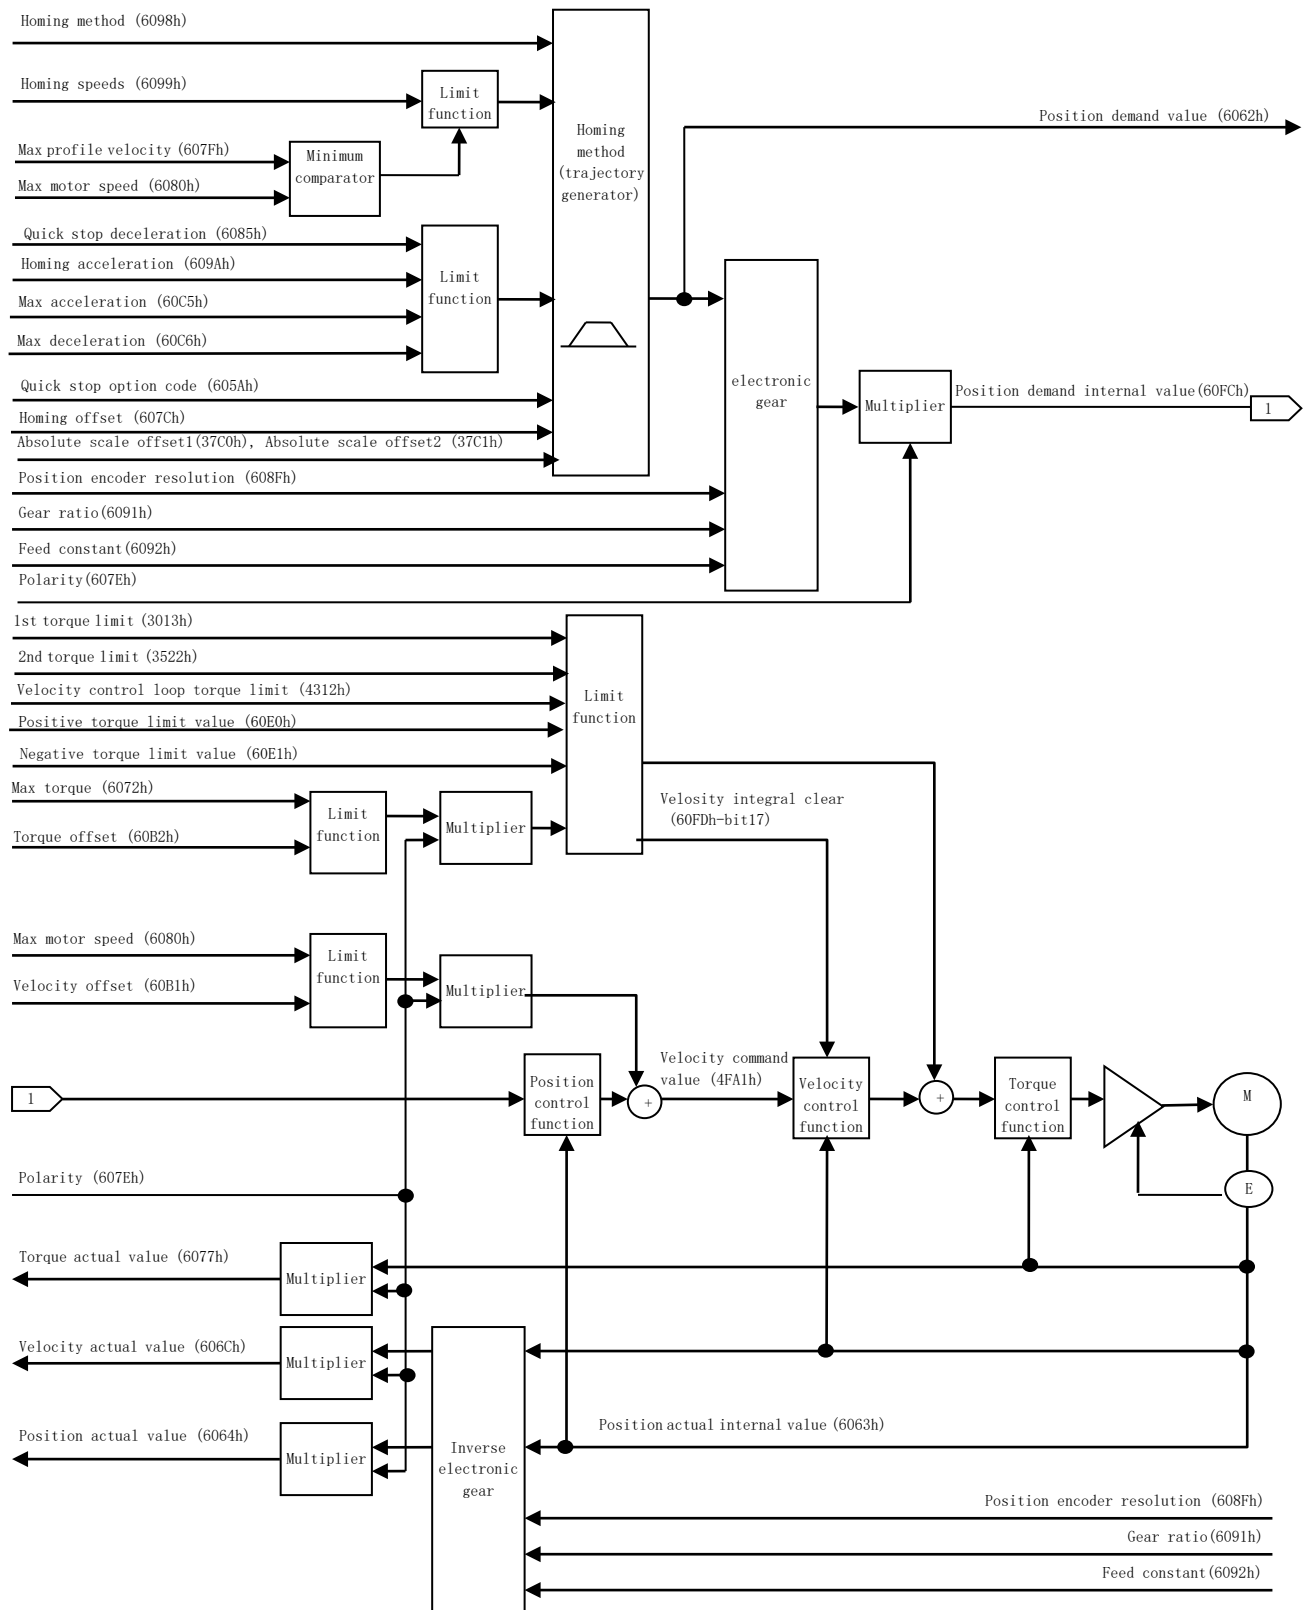 Homing method (6098h)
Homing speeds (6099h)
Limit
function
Max profile velocity (607Fh)
Max motor speed (6080h)
Minimum
comparator
Homing
method
(trajectory
generator)
Position demand value (6062h)
Quick stop deceleration (6085h)
Homing acceleration (609Ah)
Max acceleration (60C5h)
Max deceleration (60C6h)
Limit
function
Quick stop option code (605Ah)
Homing offset (607Ch)
Absolute scale offset1(37C0h), Absolute scale offset2 (37C1h)
Position encoder resolution (608Fh)
Gear ratio(6091h)
Feed constant(6092h)
Polarity(607Eh)
electronic
gear
Multiplier
Position demand internal value(60FCh)
1
1st torque limit (3013h)
2nd torque limit (3522h)
Velocity control loop torque limit (4312h)
Positive torque limit value (60E0h)
Negative torque limit value (60E1h)
Limit
function
Max torque (6072h)
Torque offset (60B2h)
Limit
function
Multiplier
Velosity integral clear
(60FDh-bit17)
Max motor speed (6080h)
Velocity offset (60B1h)
Limit
function
Multiplier
1
Position
control
function
+
Velocity command
value (4FA1h)
Velocity
control
function
+
Torque
control
function
M
E
Polarity (607Eh)
Torque actual value (6077h)
Multiplier
Velocity actual value (606Ch)
Multiplier
Position actual value (6064h)
Multiplier
Inverse
electronic
gear
Position actual internal value (6063h)
Position encoder resolution (608Fh)
Gear ratio(6091h)
Feed constant(6092h)